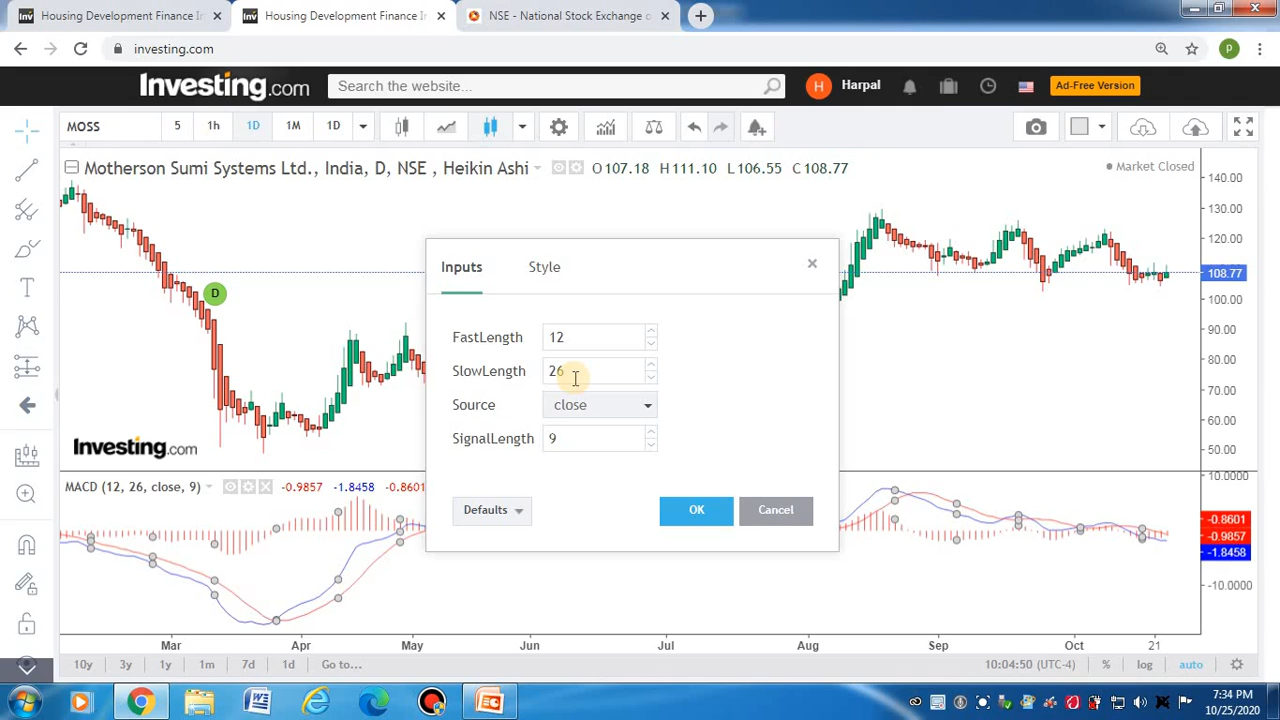 Housing Development Finance I
Housing Development Finance I
NSE - National Stock Exchange o
investing.com
p
Investing.com
Search the website...
H
Harpal
Ad-Free Version
MOSS
5
1h
1D
1M
1D
Motherson Sumi Systems Ltd., India, D, NSE , Heikin Ashi
O107.18 H111.10 L106.55 C108.77
Market Closed
140.00
130.00
120.00
108.77
100.00
90.00
80.00
70.00
60.00
50.00
D
Investing.com
Inputs
Style
FastLength 12
SlowLength 26
Source close
SignalLength 9
Defaults
OK
Cancel
MACD (12, 26, close, 9)
-0.9857 -1.8458 -0.8601
10.0000
-0.8601
-0.9857
-1.8458
-10.0000
Mar Apr May Jun Jul Aug Sep Oct 21
10y 3y 1y 1m 7d 1d Go to...
10:04:50 (UTC-4)
% log auto
7:34 PM
10/25/2020